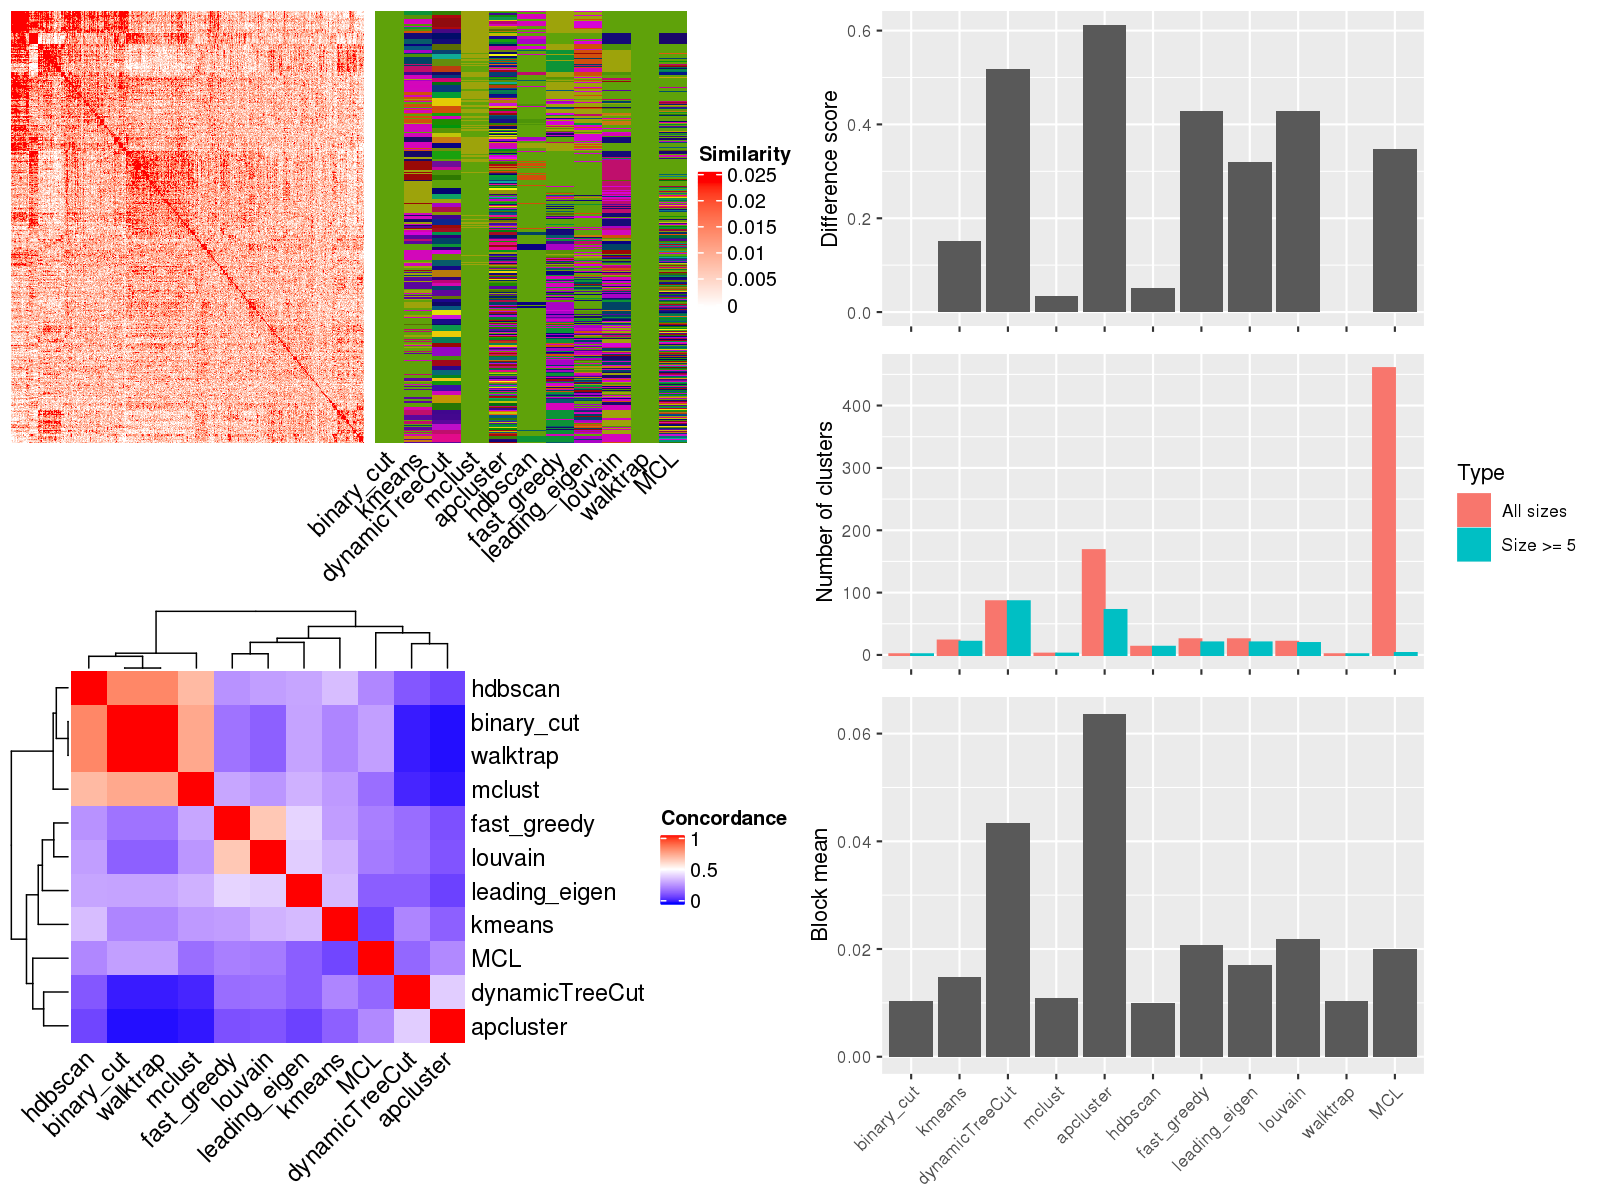 Similarity
0.025
0.02
0.015
0.01
0.005
0
binary_cut
kmeans
dynamicTreeCut
mclust
apcluster
hdbscan
fast_greedy
leading_eigen
louvain
walktrap
MCL
hdbscan
binary_cut
walktrap
mclust
fast_greedy
louvain
leading_eigen
kmeans
MCL
dynamicTreeCut
apcluster
hdbscan
binary_cut
walktrap
mclust
fast_greedy
louvain
leading_eigen
kmeans
MCL
dynamicTreeCut
apcluster
Concordance
1
0.5
0
Difference score
0.6
0.4
0.2
0.0
Number of clusters
400
300
200
100
0
Type
All sizes
Size >= 5
Block mean
0.06
0.04
0.02
0.00
binary_cut
kmeans
dynamicTreeCut
mclust
apcluster
hdbscan
fast_greedy
leading_eigen
louvain
walktrap
MCL